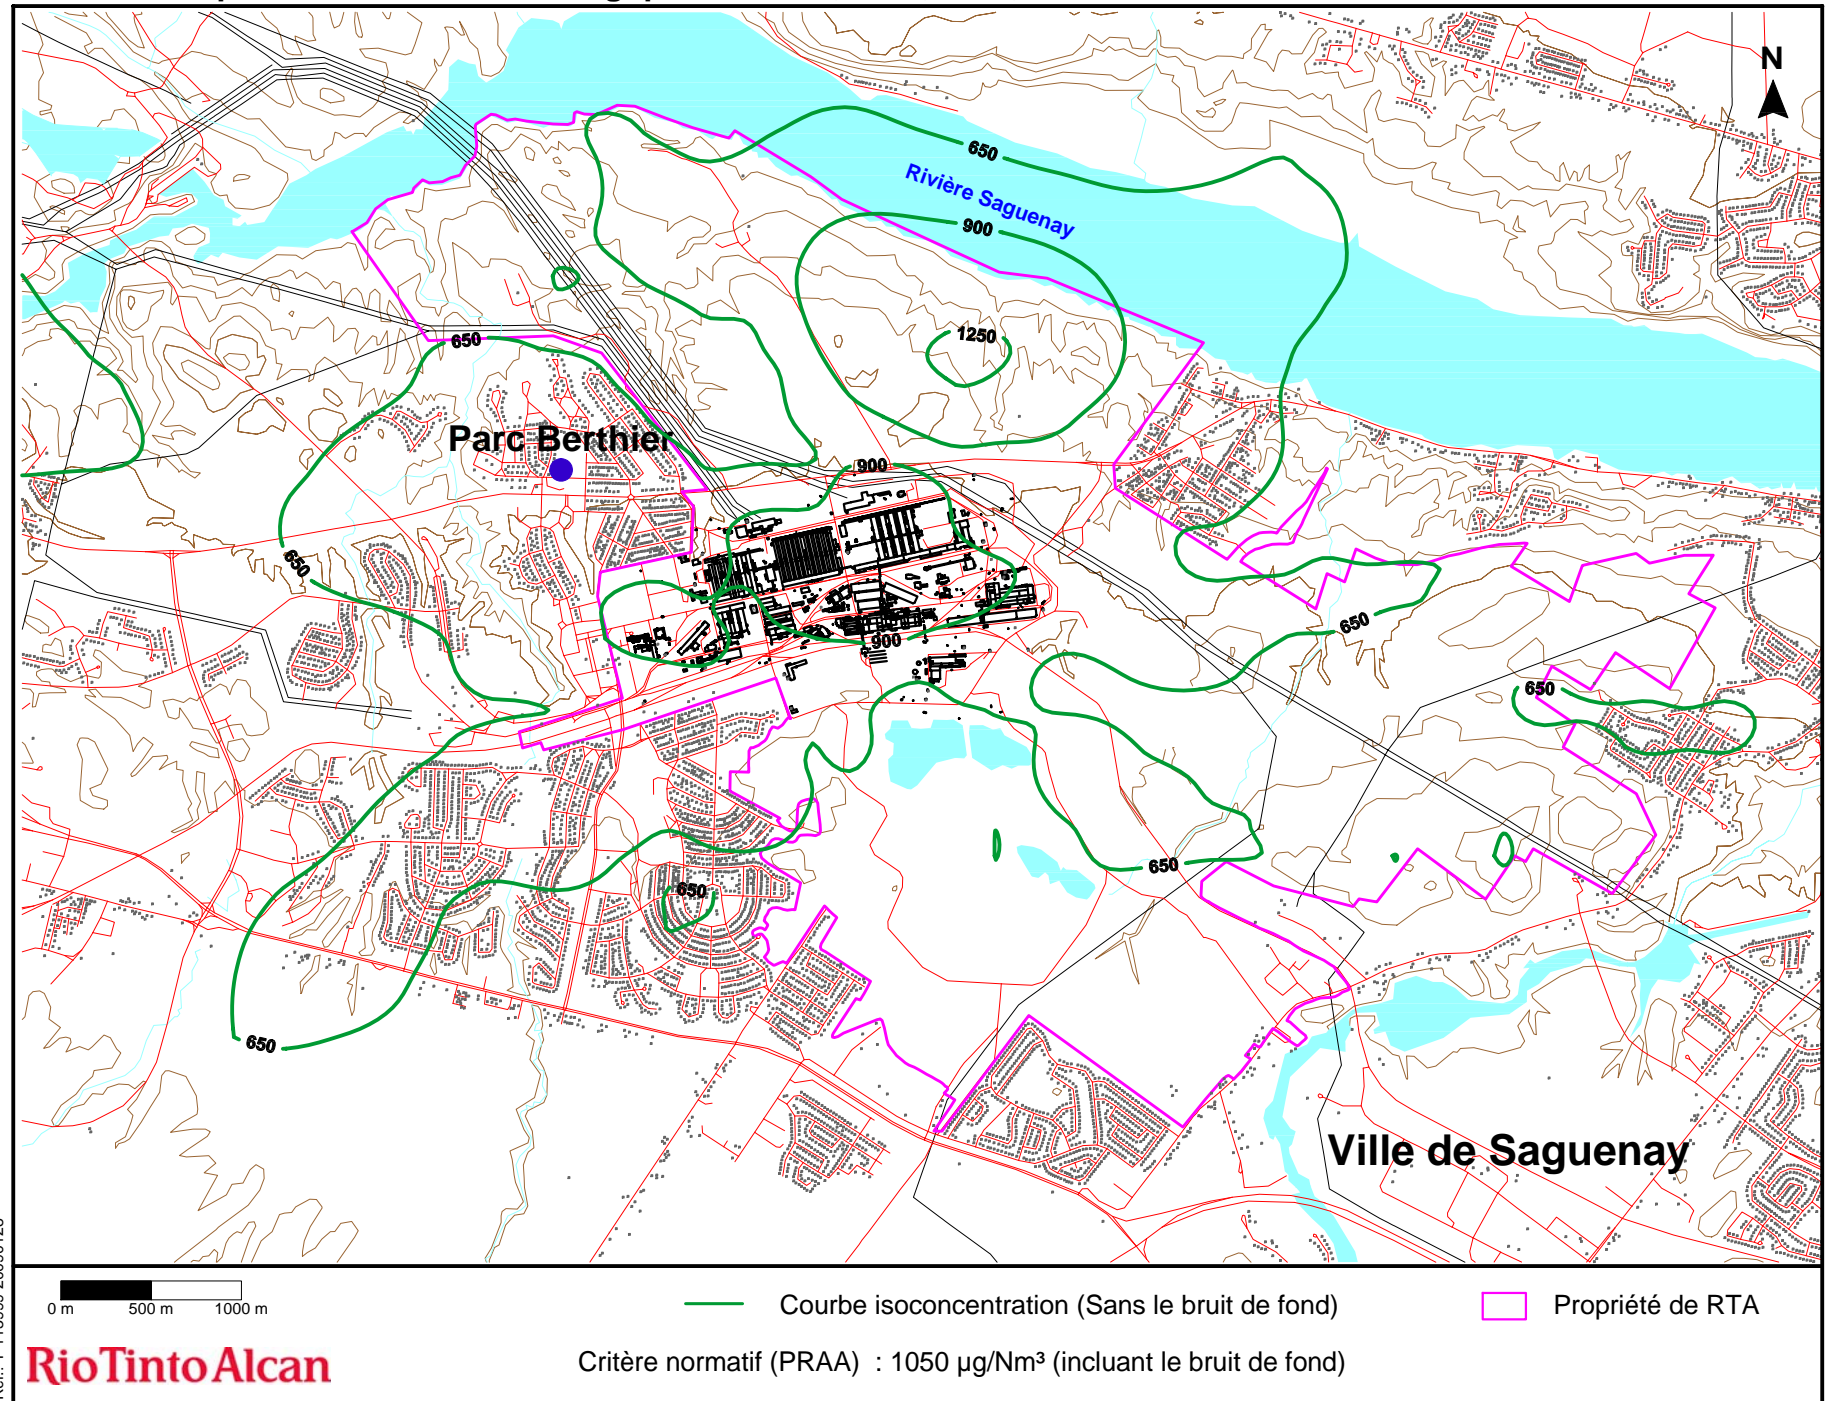 N
650
Rivière Saguenay
900
1250
650
Parc Berthier
900
650
650
900
650
650
650
650
Ville de Saguenay
0 m 500 m 1000 m
Courbe isoconcentration (Sans le bruit de fond)
Propriété de RTA
RioTintoAlcan
Critère normatif (PRAA) : 1050 µg/Nm³ (incluant le bruit de fond)